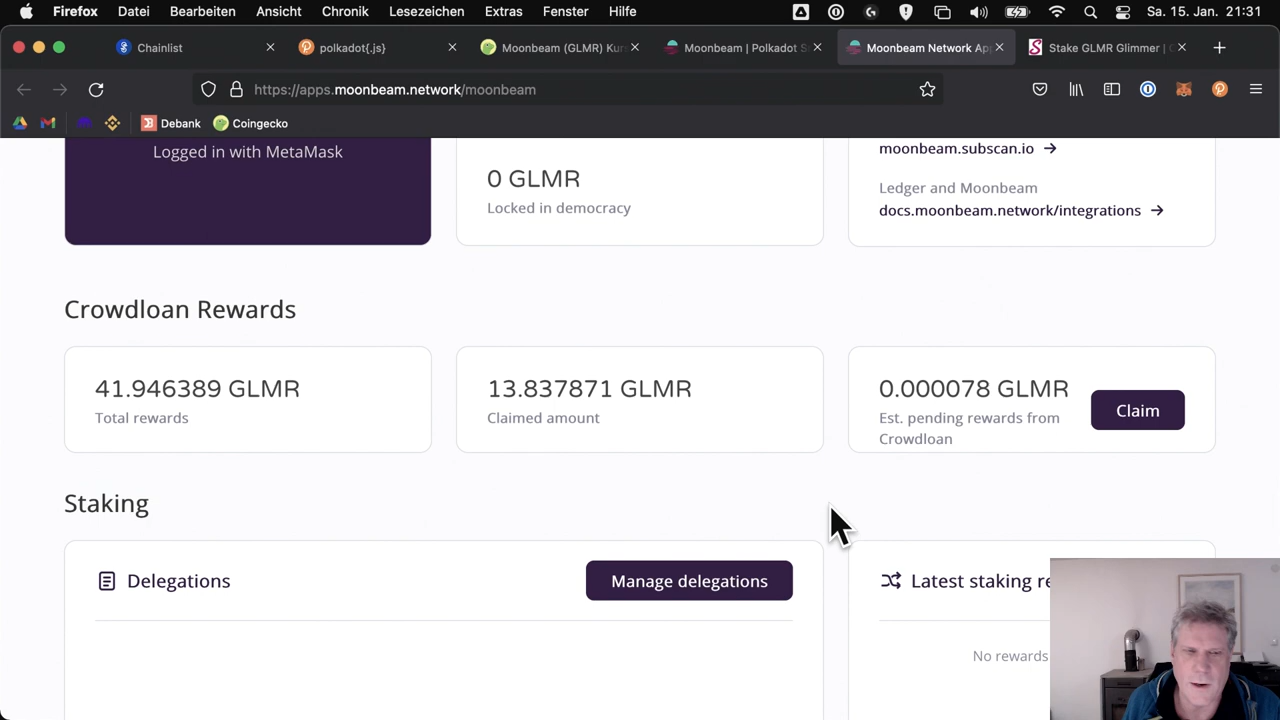 Firefox Datei Bearbeiten Ansicht Chronik Lesezeichen Extras Fenster Hilfe Sa. 15. Jan. 21:31
Chainlist polkadot{.js} Moonbeam (GLMR) Kur Moonbeam | Polkadot S Moonbeam Network Ap Stake GLMR Glimmer |
https://apps.moonbeam.network/moonbeam
Debank Coingecko
Logged in with MetaMask
0 GLMR
Locked in democracy
moonbeam.subscan.io →
Ledger and Moonbeam
docs.moonbeam.network/integrations →
Crowdloan Rewards
41.946389 GLMR
Total rewards
13.837871 GLMR
Claimed amount
0.000078 GLMR
Est. pending rewards from
Crowdloan
Claim
Staking
Delegations
Manage delegations
Latest staking re
No rewards